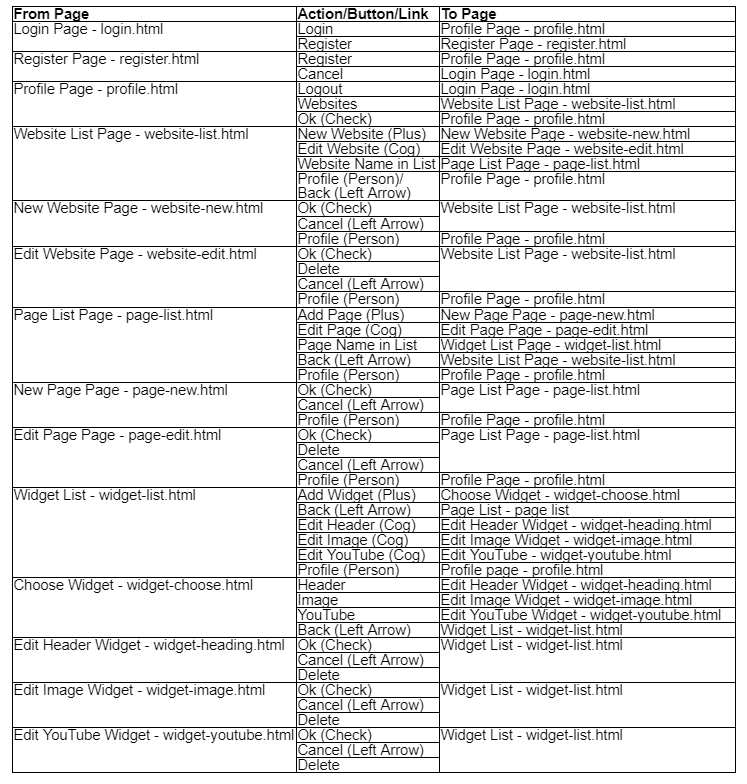 From Page Action/Button/Link To Page
Login Page - login.html Login Profile Page - profile.html
Register Register Page - register.html
Register Page - register.html Register Profile Page - profile.html
Cancel Login Page - login.html
Profile Page - profile.html Logout Login Page - login.html
Websites Website List Page - website-list.html
Ok (Check) Profile Page - profile.html
Website List Page - website-list.html New Website (Plus) New Website Page - website-new.html
Edit Website (Cog) Edit Website Page - website-edit.html
Website Name in List Page List Page - page-list.html
Profile (Person)/ Profile Page - profile.html
Back (Left Arrow)
New Website Page - website-new.html Ok (Check) Website List Page - website-list.html
Cancel (Left Arrow)
Profile (Person) Profile Page - profile.html
Edit Website Page - website-edit.html Ok (Check) Website List Page - website-list.html
Delete
Cancel (Left Arrow)
Profile (Person) Profile Page - profile.html
Page List Page - page-list.html Add Page (Plus) New Page Page - page-new.html
Edit Page (Cog) Edit Page Page - page-edit.html
Page Name in List Widget List Page - widget-list.html
Back (Left Arrow) Website List Page - website-list.html
Profile (Person) Profile Page - profile.html
New Page Page - page-new.html Ok (Check) Page List Page - page-list.html
Cancel (Left Arrow)
Profile (Person) Profile Page - profile.html
Edit Page Page - page-edit.html Ok (Check) Page List Page - page-list.html
Delete
Cancel (Left Arrow)
Profile (Person) Profile Page - profile.html
Widget List - widget-list.html Add Widget (Plus) Choose Widget - widget-choose.html
Back (Left Arrow) Page List - page list
Edit Header (Cog) Edit Header Widget - widget-heading.html
Edit Image (Cog) Edit Image Widget - widget-image.html
Edit YouTube (Cog) Edit YouTube - widget-youtube.html
Profile (Person) Profile page - profile.html
Choose Widget - widget-choose.html Header Edit Header Widget - widget-heading.html
Image Edit Image Widget - widget-image.html
YouTube Edit YouTube Widget - widget-youtube.html
Back (Left Arrow) Widget List - widget-list.html
Edit Header Widget - widget-heading.html Ok (Check) Widget List - widget-list.html
Cancel (Left Arrow)
Delete
Edit Image Widget - widget-image.html Ok (Check) Widget List - widget-list.html
Cancel (Left Arrow)
Delete
Edit YouTube Widget - widget-youtube.html Ok (Check) Widget List - widget-list.html
Cancel (Left Arrow)
Delete